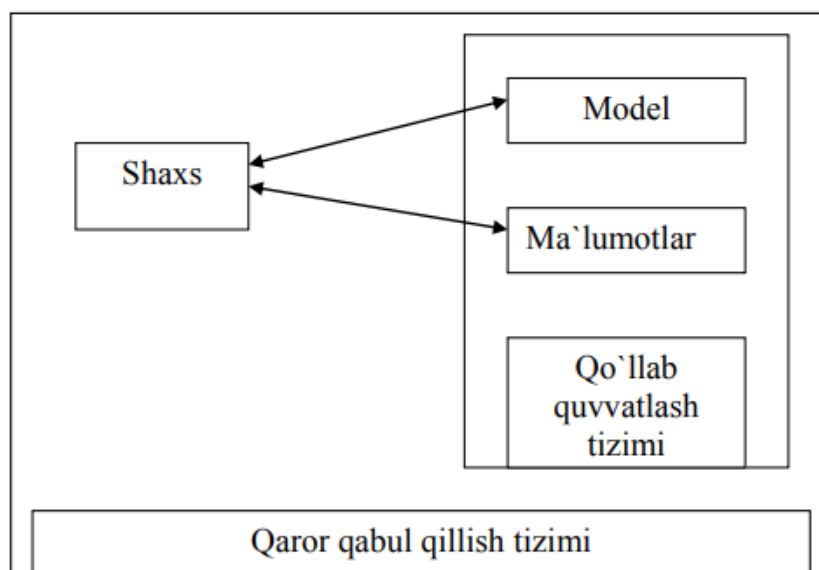 Model
Shaxs
Ma`lumotlar
Qo`llab
quvvatlash
tizimi
Qaror qabul qillish tizimi